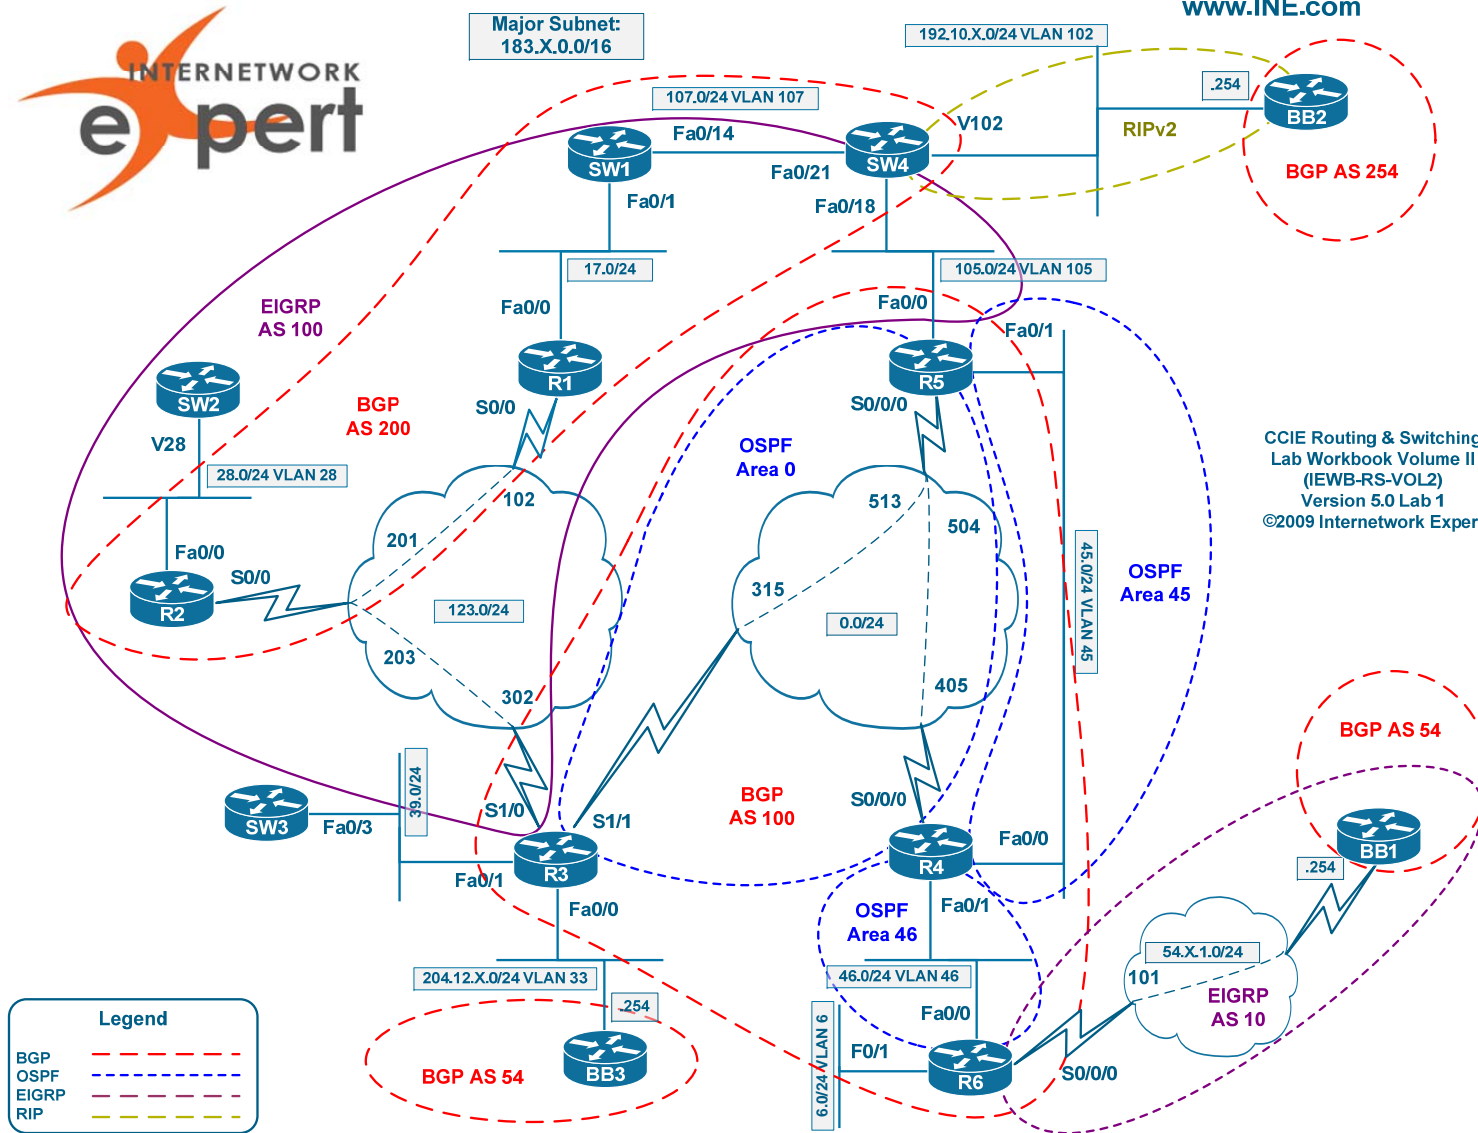 www.INE.com
Major Subnet:
183.X.0.0/16
192.10.X.0/24 VLAN 102
INTERNETWORK
expert
107.0/24 VLAN 107
.254
V102
BB2
RIPv2
Fa0/14
SW1
SW4
Fa0/21
BGP AS 254
Fa0/1
Fa0/18
17.0/24
105.0/24 VLAN 105
EIGRP
AS 100
Fa0/0
Fa0/0
Fa0/1
R1
R5
SW2
S0/0
BGP
AS 200
S0/0/0
V28
OSPF
Area 0
CCIE Routing & Switching
Lab Workbook Volume II
(IEWB-RS-VOL2)
Version 5.0 Lab 1
©2009 Internetwork Exper
28.0/24 VLAN 28
102
513
504
201
Fa0/0
S0/0
315
45.0/24 VLAN 45
OSPF
Area 45
R2
123.0/24
0.0/24
203
302
405
BGP AS 54
39.0/24
SW3
Fa0/3
S1/0
S1/1
BGP
AS 100
S0/0/0
Fa0/0
R3
R4
BB1
.254
Fa0/1
Fa0/0
OSPF
Area 46
Fa0/1
54.X.1.0/24
204.12.X.0/24 VLAN 33
46.0/24 VLAN 46
101
EIGRP
AS 10
.254
Fa0/0
6.0/24 VLAN 6
F0/1
BGP AS 54
BB3
R6
S0/0/0
Legend
BGP
OSPF
EIGRP
RIP